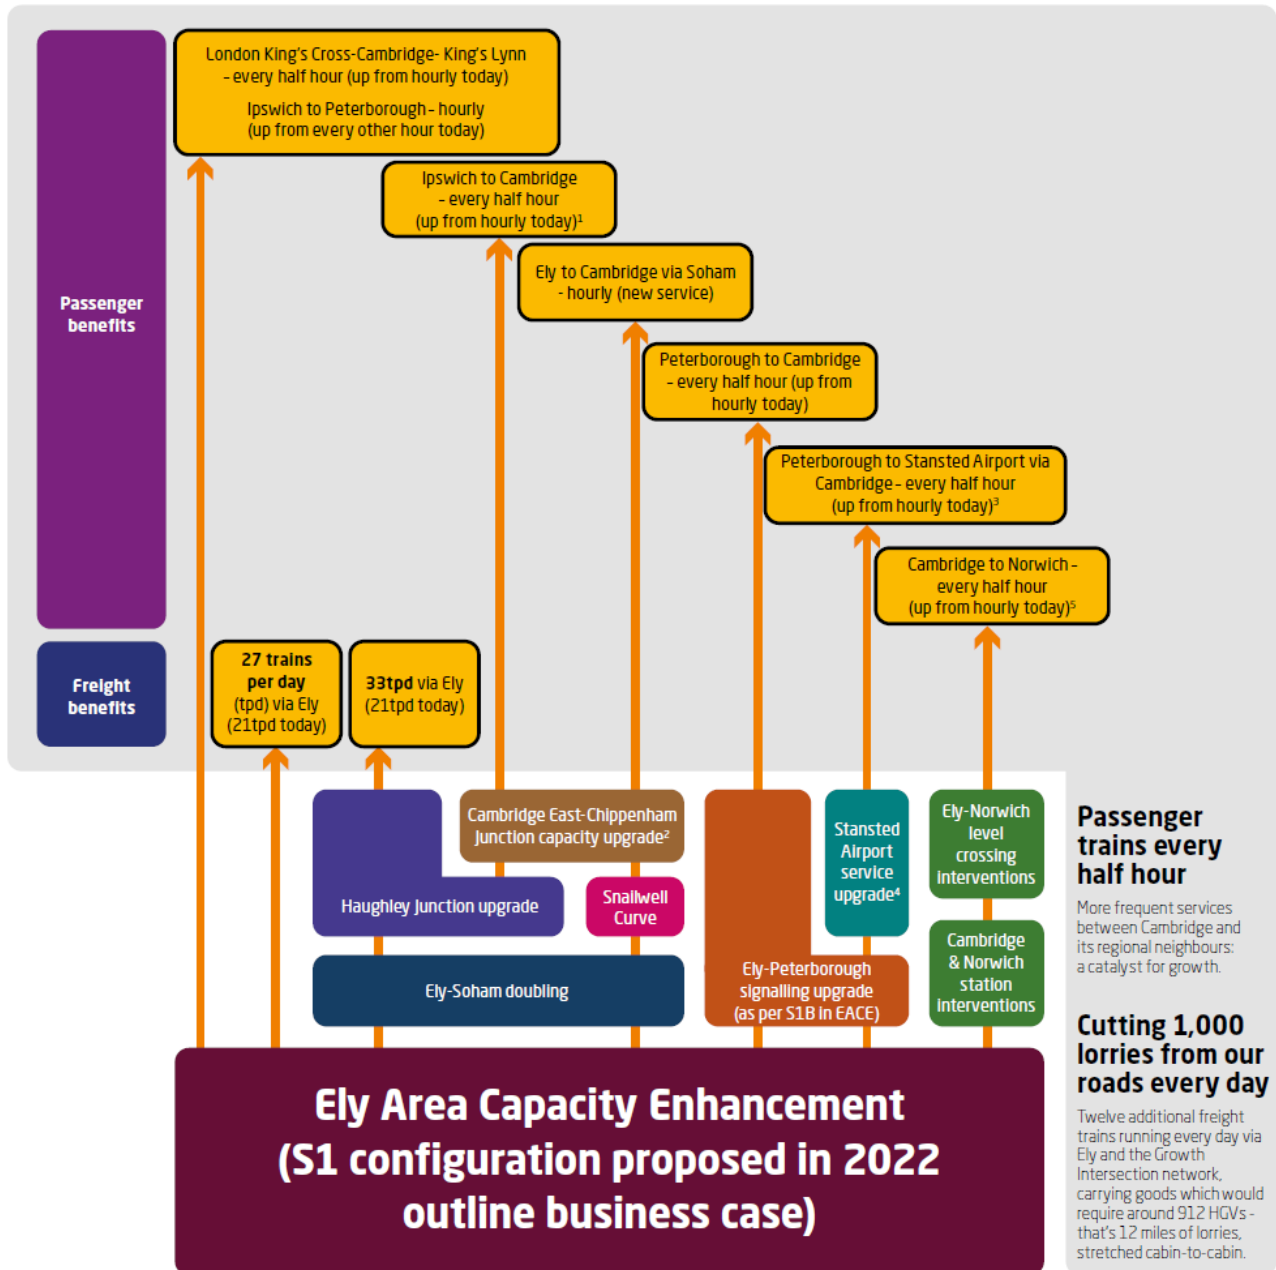 London King's Cross-Cambridge- King's Lynn
– every half hour (up from hourly today)
Ipswich to Peterborough – hourly
(up from every other hour today)
Ipswich to Cambridge
– every half hour
(up from hourly today)¹
Ely to Cambridge via Soham
- hourly (new service)
Passenger
benefits
Peterborough to Cambridge
– every half hour (up from
hourly today)
Peterborough to Stansted Airport via
Cambridge – every half hour
(up from hourly today)³
Cambridge to Norwich –
every half hour
(up from hourly today)⁵
Freight
benefits
27 trains
per day
(tpd) via Ely
(21tpd today)
33tpd via Ely
(21tpd today)
Haughley Junction upgrade
Cambridge East-Chippenham
Junction capacity upgrade²
Snailwell
Curve
Ely-Soham doubling
Ely-Peterborough
signalling upgrade
(as per S1B in EACE)
Stansted
Airport
service
upgrade⁴
Ely-Norwich
level
crossing
interventions
Cambridge
& Norwich
station
interventions
Ely Area Capacity Enhancement
(S1 configuration proposed in 2022
outline business case)
Passenger
trains every
half hour
More frequent services
between Cambridge and
its regional neighbours:
a catalyst for growth.
Cutting 1,000
lorries from our
roads every day
Twelve additional freight
trains running every day via
Ely and the Growth
Intersection network,
carrying goods which would
require around 912 HGVs -
that's 12 miles of lorries,
stretched cabin-to-cabin.